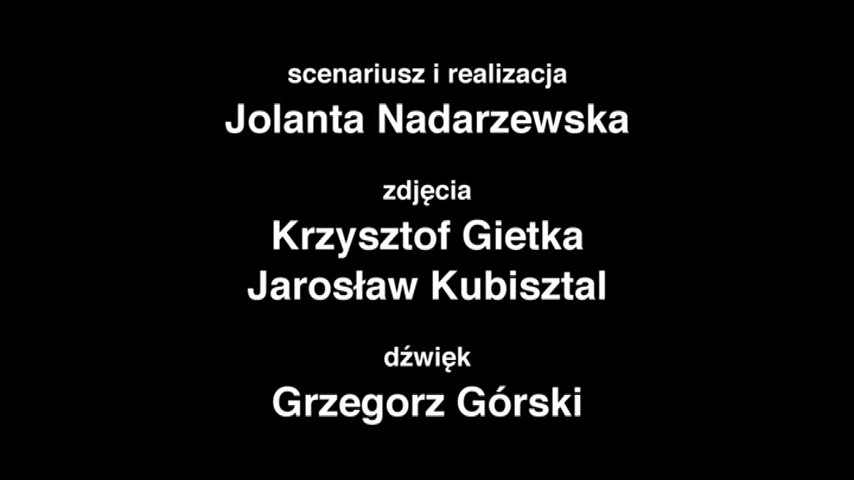 scenariusz i realizacja
Jolanta Nadarzewska
zdjęcia
Krzysztof Gietka
Jarosław Kubisztal
dźwięk
Grzegorz Górski